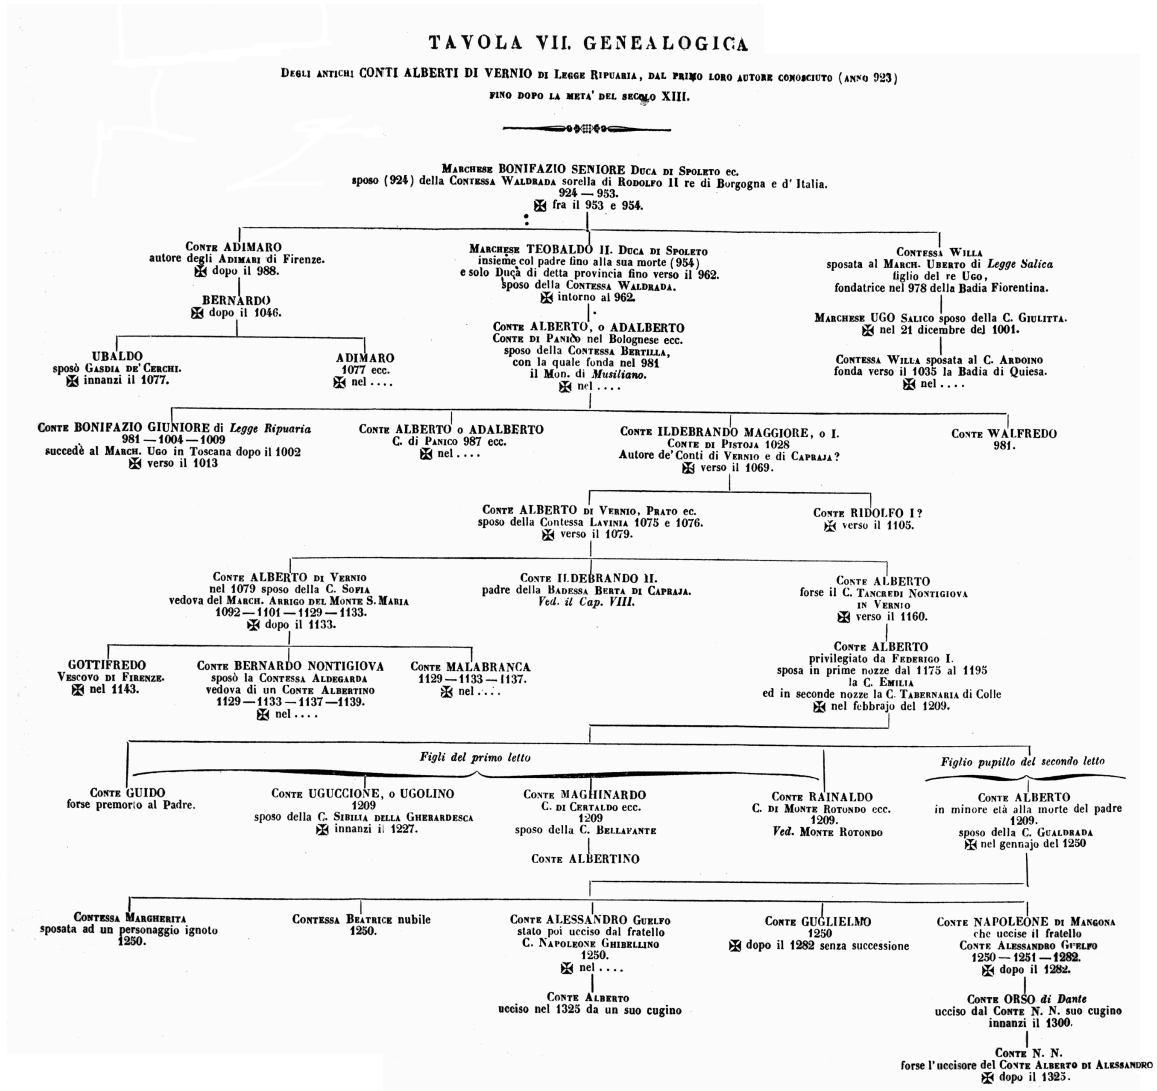 TAVOLA VII. GENEALOGICA
DEGLI ANTICHI CONTI ALBERTI DI VERNIO DI LEGGE RIPUARIA, DAL PRIMO LORO AUTORE CONOSCIUTO (ANNO 923)
FINO DOPO LA META' DEL SECOLO XIII.
MARCHESE BONIFAZIO SENIORE DUCA DI SPOLETO ec.
sposo (924) della CONTESSA WALDRADA sorella di RODOLFO II re di Borgogna e d' Italia.
924 — 953.
✠ fra il 953 e 954.
CONTE ADIMARO
autore degli ADIMARI di Firenze.
✠ dopo il 988.
BERNARDO
✠ dopo il 1046.
UBALDO
sposò GASDIA DE' CERCHI.
✠ innanzi il 1077.
ADIMARO
1077 ecc.
✠ nel ....
MARCHESE TEOBALDO II. DUCA DI SPOLETO
insieme col padre fino alla sua morte (954)
e solo Duca di detta provincia fino verso il 962.
sposo della CONTESSA WALDRADA.
✠ intorno al 962.
CONTE ALBERTO, o ADALBERTO
CONTE DI PANICO nel Bolognese ecc.
sposo della CONTESSA BERTILLA,
con la quale fonda nel 981
il Mon. di Musiliano.
✠ nel ....
CONTESSA WILLA
sposata al MARCH. UBERTO di Legge Salica
figlio del re UGO,
fondatrice nel 978 della Badia Fiorentina.
MARCHESE UGO SALICO sposo della C. GIULITTA.
✠ nel 21 dicembre del 1001.
CONTESSA WILLA sposata al C. ARDOINO
fonda verso il 1035 la Badia di Quiesa.
✠ nel ....
CONTE BONIFAZIO GIUNIORE di Legge Ripuaria
981 — 1004 — 1009
succedè al MARCH. UGO in Toscana dopo il 1002
✠ verso il 1013
CONTE ALBERTO o ADALBERTO
C. di PANICO 987 ecc.
✠ nel ....
CONTE ILDEBRANDO MAGGIORE, o I.
CONTE DI PISTOJA 1028
Autore de' Conti di VERNIO e di CAPRAJA?
✠ verso il 1069.
CONTE WALFREDO
981.
CONTE ALBERTO DI VERNIO, PRATO ec.
sposo della Contessa LAVINIA 1075 e 1076.
✠ verso il 1079.
CONTE RIDOLFO I?
✠ verso il 1105.
CONTE ALBERTO DI VERNIO
nel 1079 sposo della C. SOFIA
vedova del MARCH. ARRIGO DEL MONTE S. MARIA
1092 — 1101 — 1129 — 1133.
✠ dopo il 1133.
CONTE ILDEBRANDO II.
padre della BADESSA BERTA DI CAPRAJA.
Ved. il Cap. VIII.
CONTE ALBERTO
forse il C. TANCREDI NONTIGIOVA
IN VERNIO
✠ verso il 1160.
GOTTIFREDO
VESCOVO DI FIRENZE.
✠ nel 1143.
CONTE BERNARDO NONTIGIOVA
sposò la CONTESSA ALDEGARDA
vedova di un CONTE ALBERTINO
1129 — 1133 — 1137 — 1139.
✠ nel ....
CONTE MALABRANCA
1129 — 1133 — 1137.
✠ nel ....
CONTE ALBERTO
privilegiato da FEDERIGO I.
sposa in prime nozze dal 1175 al 1195
la C. EMILIA
ed in seconde nozze la C. TABERNARIA di Colle
✠ nel febbrajo del 1209.
Figli del primo letto
Figlio pupillo del secondo letto
CONTE GUIDO
forse premorto al Padre.
CONTE UGUCCIONE, o UGOLINO
1209
sposo della C. SIBILIA DELLA GHERARDESCA
✠ innanzi il 1227.
CONTE MAGHINARDO
C. DI CERTALDO ecc.
1209
sposo della C. BELLAFANTE
CONTE ALBERTINO
CONTE RAINALDO
C. DI MONTE ROTONDO ecc.
1209.
Ved. MONTE ROTONDO
CONTE ALBERTO
in minore età alla morte del padre
1209.
sposo della C. GUALDRADA
✠ nel gennajo del 1250
CONTESSA MARGHERITA
sposata ad un personaggio ignoto
1250.
CONTESSA BEATRICE nubile
1250.
CONTE ALESSANDRO GUELFO
stato poi ucciso dal fratello
C. NAPOLEONE GHIBELLINO
1250.
✠ nel ....
CONTE ALBERTO
ucciso nel 1325 da un suo cugino
CONTE GUGLIELMO
1250
✠ dopo il 1282 senza successione
CONTE NAPOLEONE DI MANGONA
che uccise il fratello
CONTE ALESSANDRO GUELFO
1250 — 1251 — 1282.
✠ dopo il 1282.
CONTE ORSO di Dante
ucciso dal CONTE N. N. suo cugino
innanzi il 1300.
CONTE N. N.
forse l'uccisore del CONTE ALBERTO DI ALESSANDRO
✠ dopo il 1325.